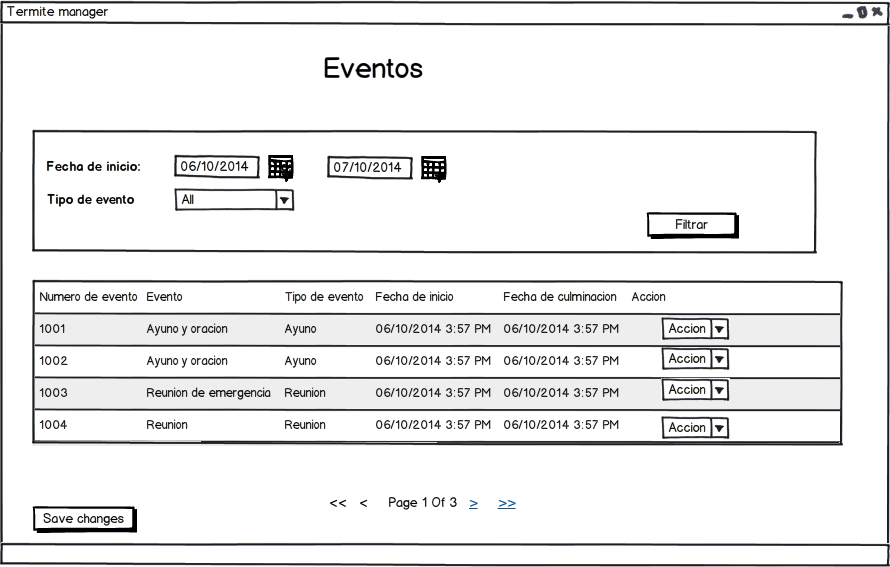 Termite manager
Eventos
Fecha de inicio: 06/10/2014 07/10/2014
Tipo de evento All
Filtrar
Numero de evento Evento Tipo de evento Fecha de inicio Fecha de culminacion Accion
1001 Ayuno y oracion Ayuno 06/10/2014 3:57 PM 06/10/2014 3:57 PM Accion
1002 Ayuno y oracion Ayuno 06/10/2014 3:57 PM 06/10/2014 3:57 PM Accion
1003 Reunion de emergencia Reunion 06/10/2014 3:57 PM 06/10/2014 3:57 PM Accion
1004 Reunion Reunion 06/10/2014 3:57 PM 06/10/2014 3:57 PM Accion
<< < Page 1 Of 3 > >>
Save changes